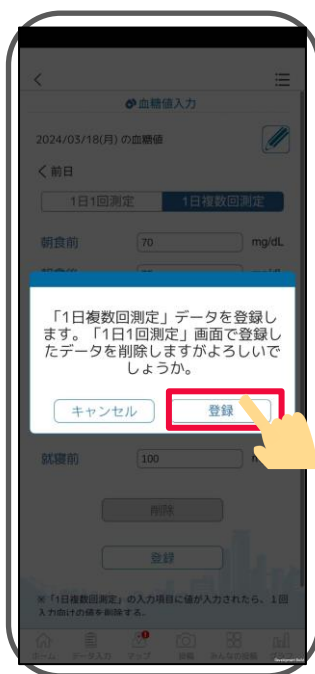 血糖値入力
2024/03/18(月) の血糖値
前日
1日1回測定 1日複数回測定
朝食前 70 mg/dL
「1日複数回測定」データを登録し
ます。「1日1回測定」画面で登録し
たデータを削除しますがよろしいで
しょうか。
キャンセル 登録
就寝前 100
削除
登録
※「1日複数回測定」の入力項目に値が入力されたら、1回
入力向けの値を削除する。
ホーム データ入力 マップ 投稿 みんなの投稿 グラフ